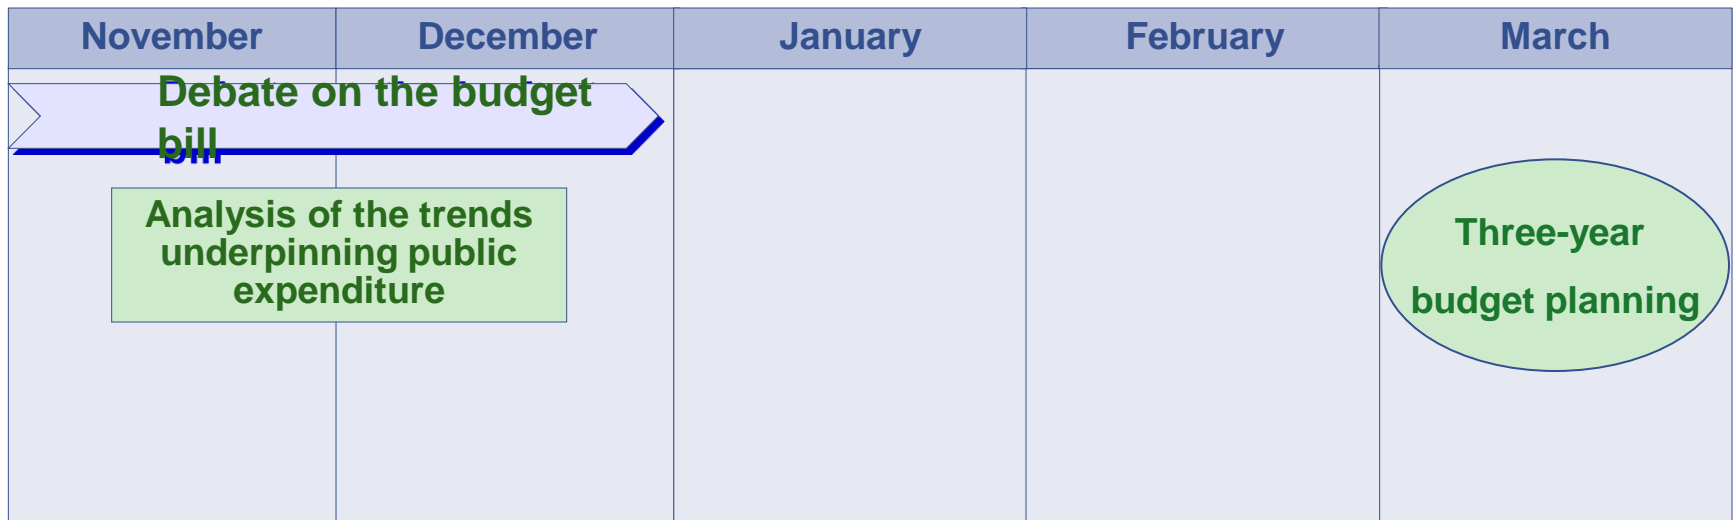 November December January February March
Debate on the budget
bill
Analysis of the trends
underpinning public
expenditure
Three-year
budget planning